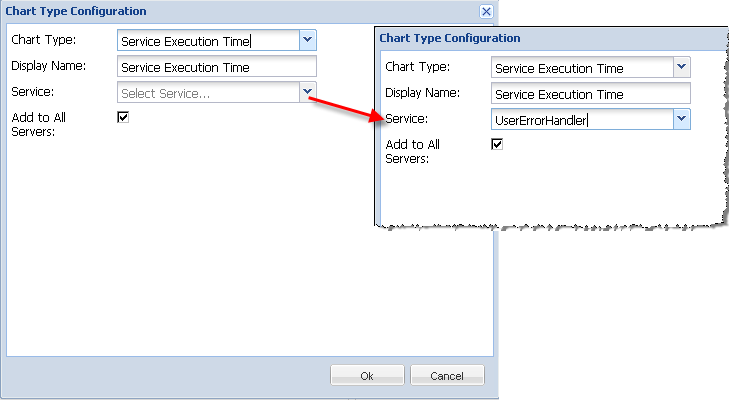 Chart Type Configuration
Chart Type: Service Execution Time
Display Name: Service Execution Time
Service: Select Service...
Add to All
Servers:
Ok Cancel
Chart Type Configuration
Chart Type: Service Execution Time
Display Name: Service Execution Time
Service: UserErrorHandler
Add to All
Servers: